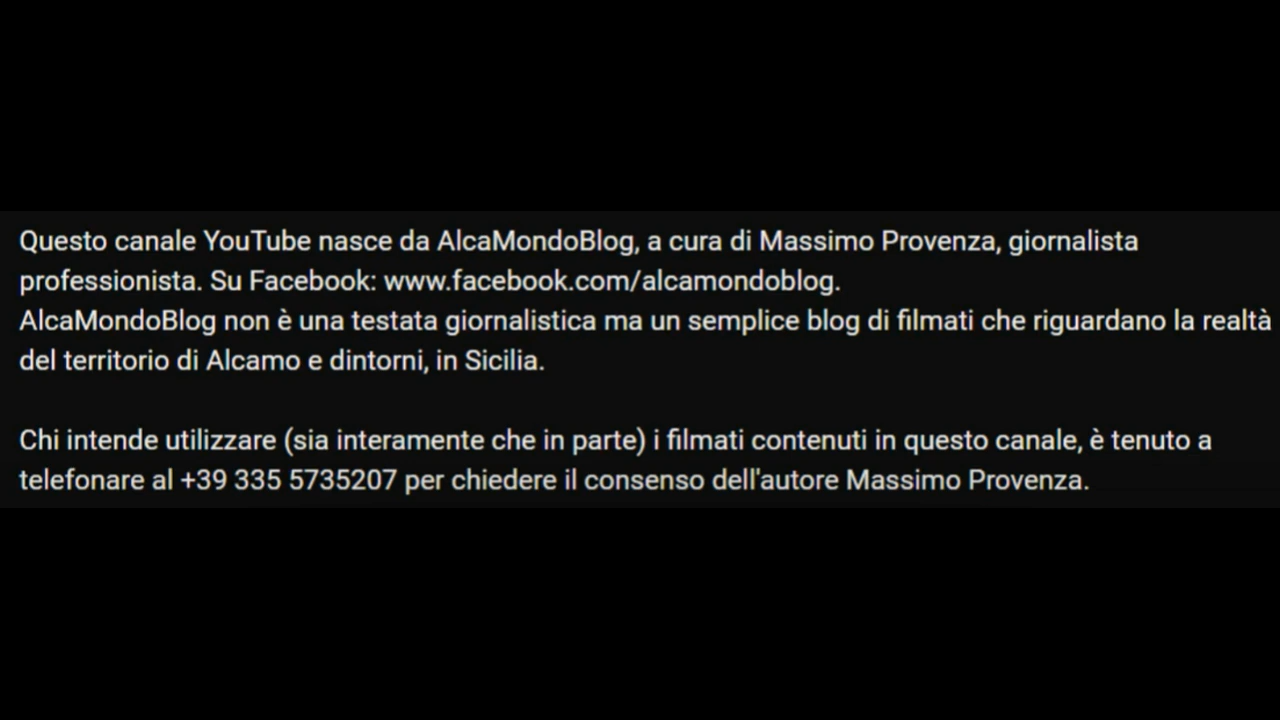 Questo canale YouTube nasce da AlcaMondoBlog, a cura di Massimo Provenza, giornalista
professionista. Su Facebook: www.facebook.com/alcamondoblog.
AlcaMondoBlog non è una testata giornalistica ma un semplice blog di filmati che riguardano la realtà
del territorio di Alcamo e dintorni, in Sicilia.
Chi intende utilizzare (sia interamente che in parte) i filmati contenuti in questo canale, è tenuto a
telefonare al +39 335 5735207 per chiedere il consenso dell'autore Massimo Provenza.